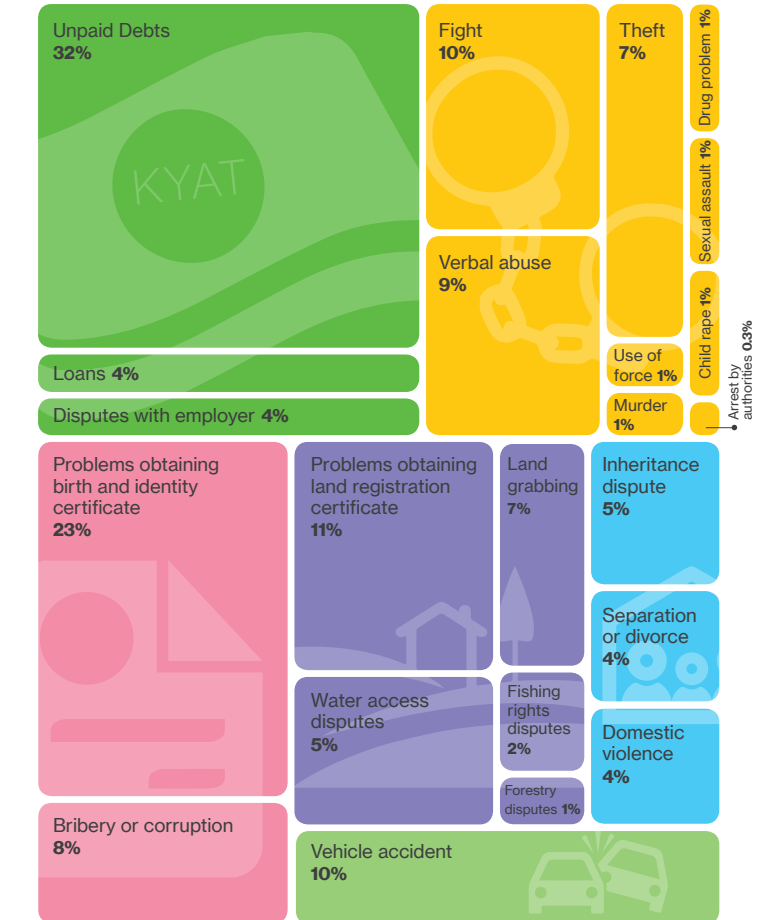 Unpaid Debts
32%
KYAT
Loans 4%
Disputes with employer 4%
Fight
10%
Verbal abuse
9%
Theft
7%
Use of
force 1%
Murder
1%
Drug problem 1%
Sexual assault 1%
Child rape 1%
Arrest by
authorities 0.3%
Problems obtaining
birth and identity
certificate
23%
Bribery or corruption
8%
Problems obtaining
land registration
certificate
11%
Water access
disputes
5%
Land
grabbing
7%
Fishing
rights
disputes
2%
Forestry
disputes 1%
Inheritance
dispute
5%
Separation
or divorce
4%
Domestic
violence
4%
Vehicle accident
10%